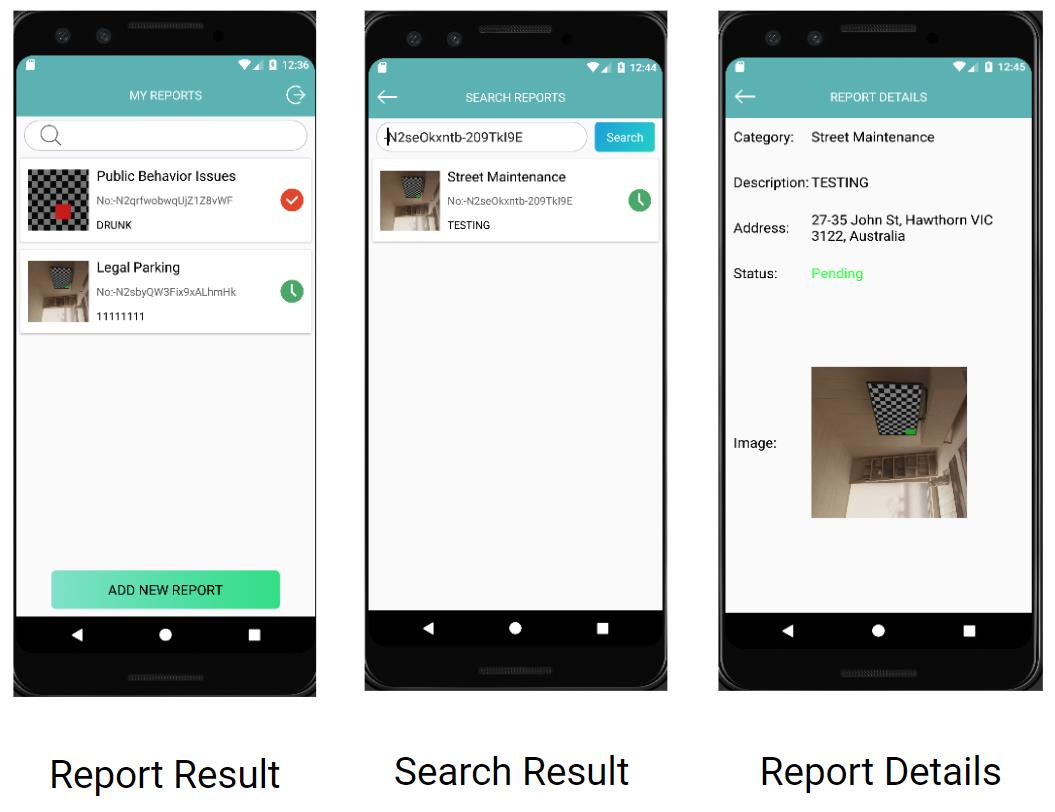 12:36
MY REPORTS
Public Behavior Issues
No:-N2qrfwobwqUjZ1Z8vWF
DRUNK
Legal Parking
No:-N2sbyQW3Fix9xALhmHk
11111111
ADD NEW REPORT
Report Result
12:44
SEARCH REPORTS
-N2seOkxntb-209TkI9E
Search
Street Maintenance
No:-N2seOkxntb-209TkI9E
TESTING
Search Result
12:45
REPORT DETAILS
Category: Street Maintenance
Description: TESTING
Address: 27-35 John St, Hawthorn VIC
3122, Australia
Status: Pending
Image:
Report Details